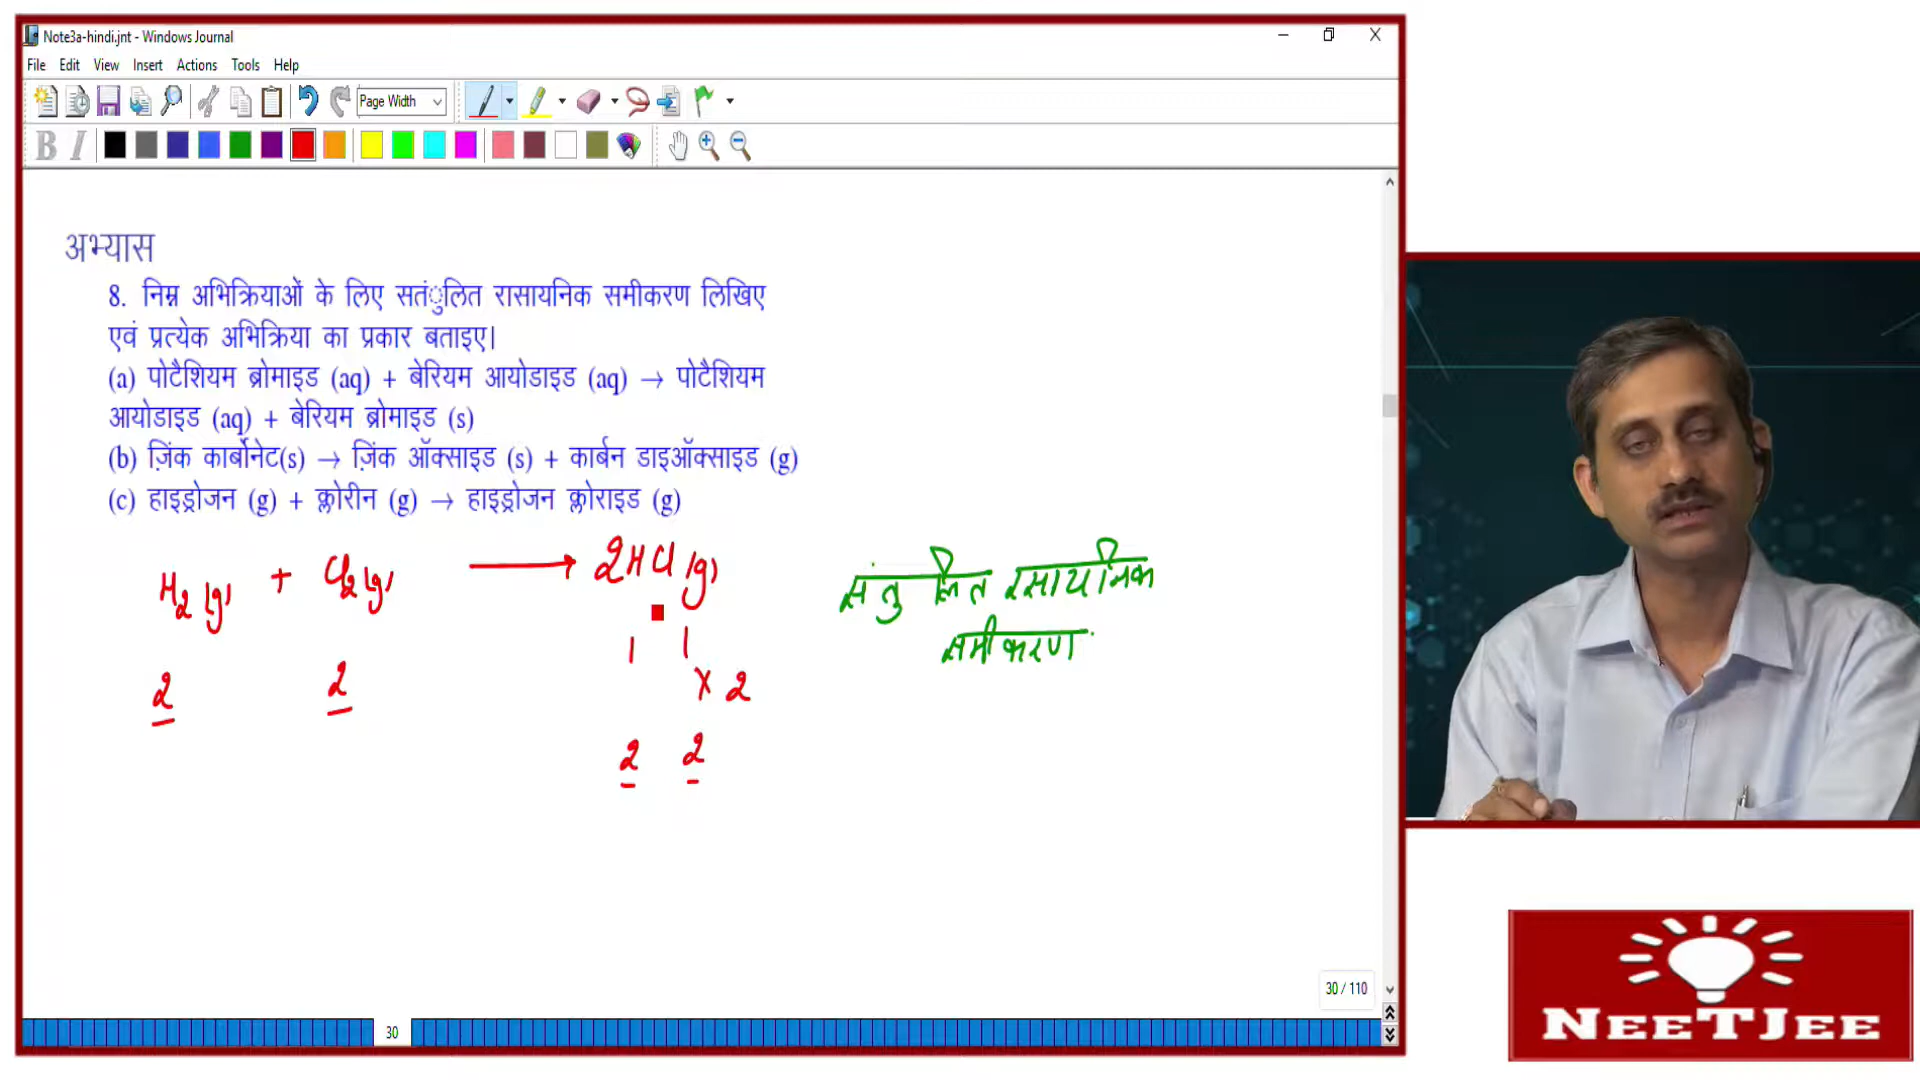 Note3a-hindi.jnt - Windows Journal
File Edit View Insert Actions Tools Help
Page Width
B I
अभ्यास
8. निम्न अभिक्रियाओं के लिए सतंुलित रासायनिक समीकरण लिखिए
एवं प्रत्येक अभिक्रिया का प्रकार बताइए।
(a) पोटैशियम ब्रोमाइड (aq) + बेरियम आयोडाइड (aq) → पोटैशियम
आयोडाइड (aq) + बेरियम ब्रोमाइड (s)
(b) ज़िंक कार्बोनेट(s) → ज़िंक ऑक्साइड (s) + कार्बन डाइऑक्साइड (g)
(c) हाइड्रोजन (g) + क्लोरीन (g) → हाइड्रोजन क्लोराइड (g)
H₂(g) + Cl₂(g) → 2HCl(g)
संतुलित रसायनिक
समीकरण
1 1
2 2 × 2
2 2
30 / 110
30
NEETJEE